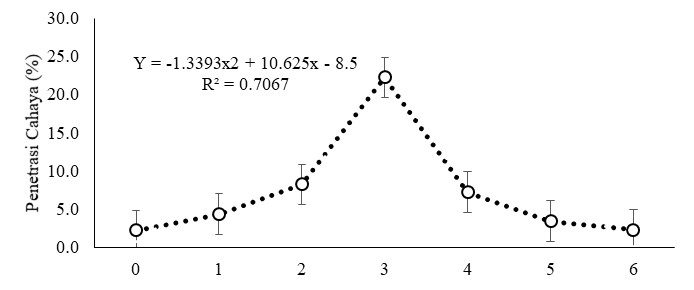 30.0
25.0
20.0
15.0
10.0
5.0
0.0
Penetrasi Cahaya (%)
Y = -1.3393x2 + 10.625x - 8.5
R² = 0.7067
0 1 2 3 4 5 6